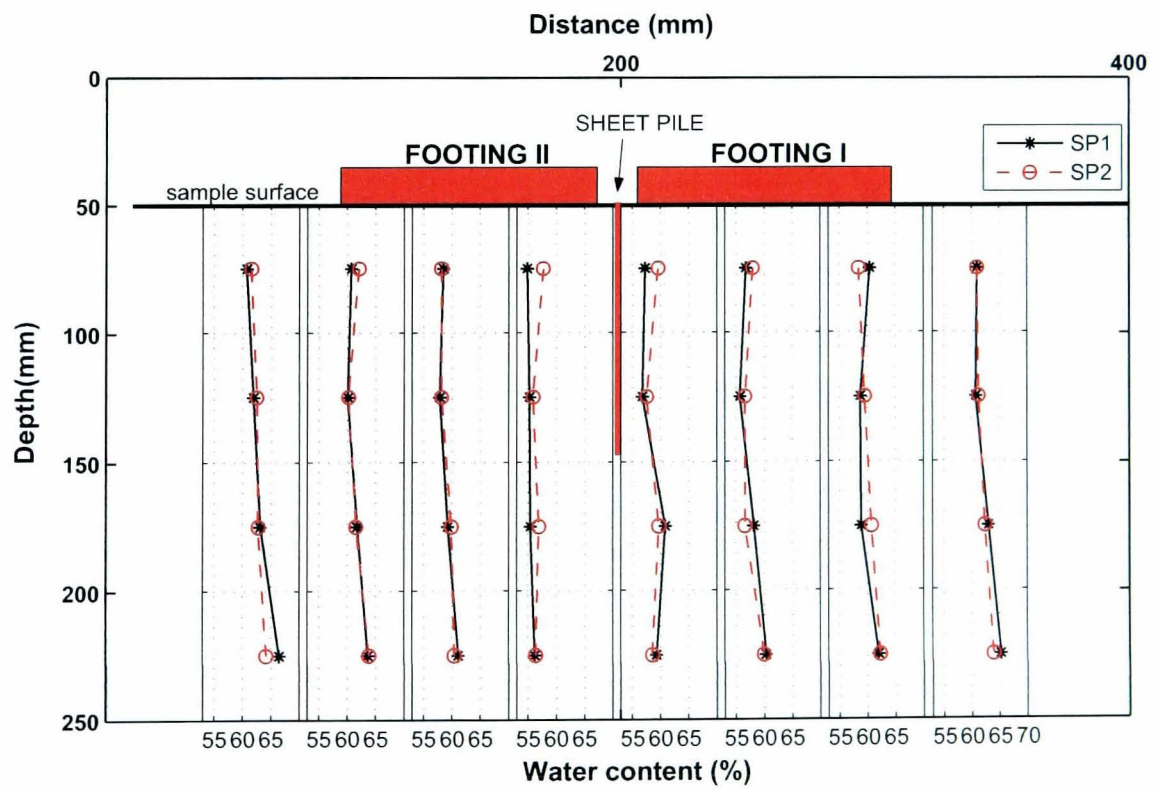 Distance (mm)
0 200 400
SHEET PILE
SP1
FOOTING II FOOTING I
SP2
sample surface
50
100
150
200
250
Depth(mm)
55 60 65 55 60 65 55 60 65 55 60 65 55 60 65 55 60 65 55 60 65 55 60 65 70
Water content (%)